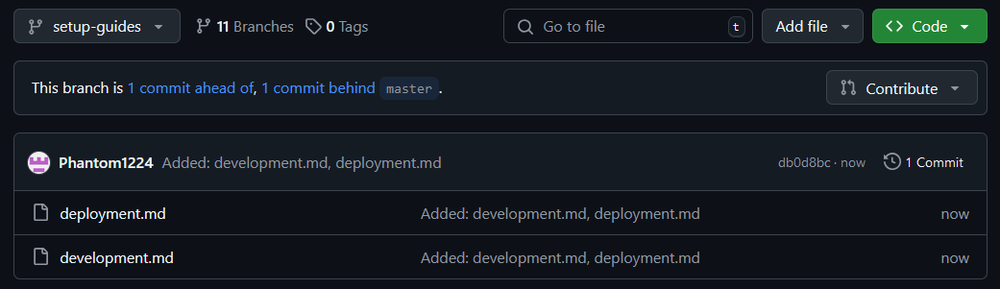 setup-guides 11 Branches 0 Tags Go to file t Add file Code
This branch is 1 commit ahead of, 1 commit behind master.
Contribute
Phantom1224 Added: development.md, deployment.md db0d8bc · now 1 Commit
deployment.md Added: development.md, deployment.md now
development.md Added: development.md, deployment.md now